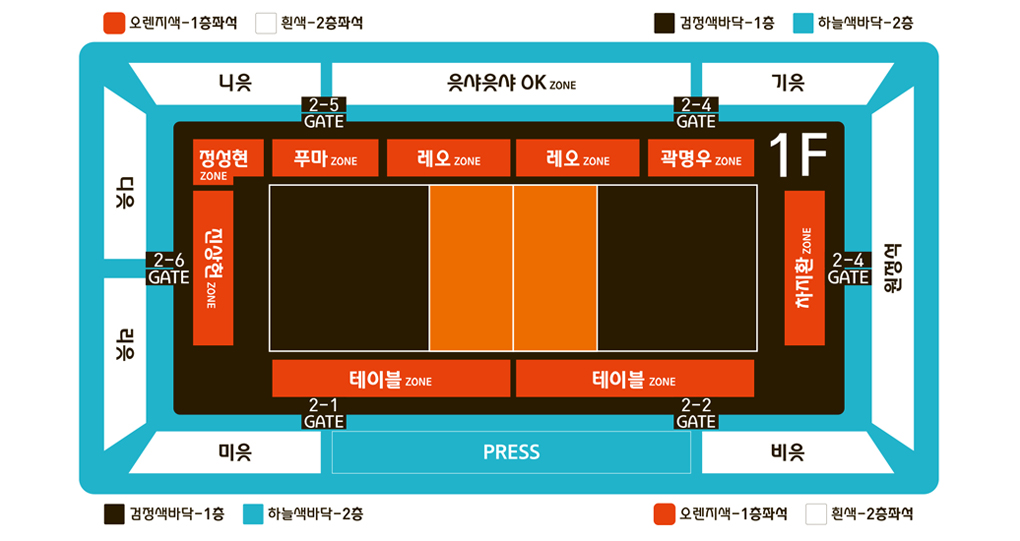 오렌지색-1층좌석 흰색-2층좌석 검정색바닥-1층 하늘색바닥-2층
니읏 읏샤읏샤 OK ZONE 기읏
2-5 GATE
2-4 GATE
정성현 ZONE
푸마 ZONE
레오 ZONE
레오 ZONE
곽명우 ZONE
1F
디읏
진상헌 ZONE
차지환 ZONE
2-6 GATE
2-4 GATE
원정석
리읏
테이블 ZONE
테이블 ZONE
2-1 GATE
2-2 GATE
미읏 PRESS 비읏
검정색바닥-1층 하늘색바닥-2층 오렌지색-1층좌석 흰색-2층좌석